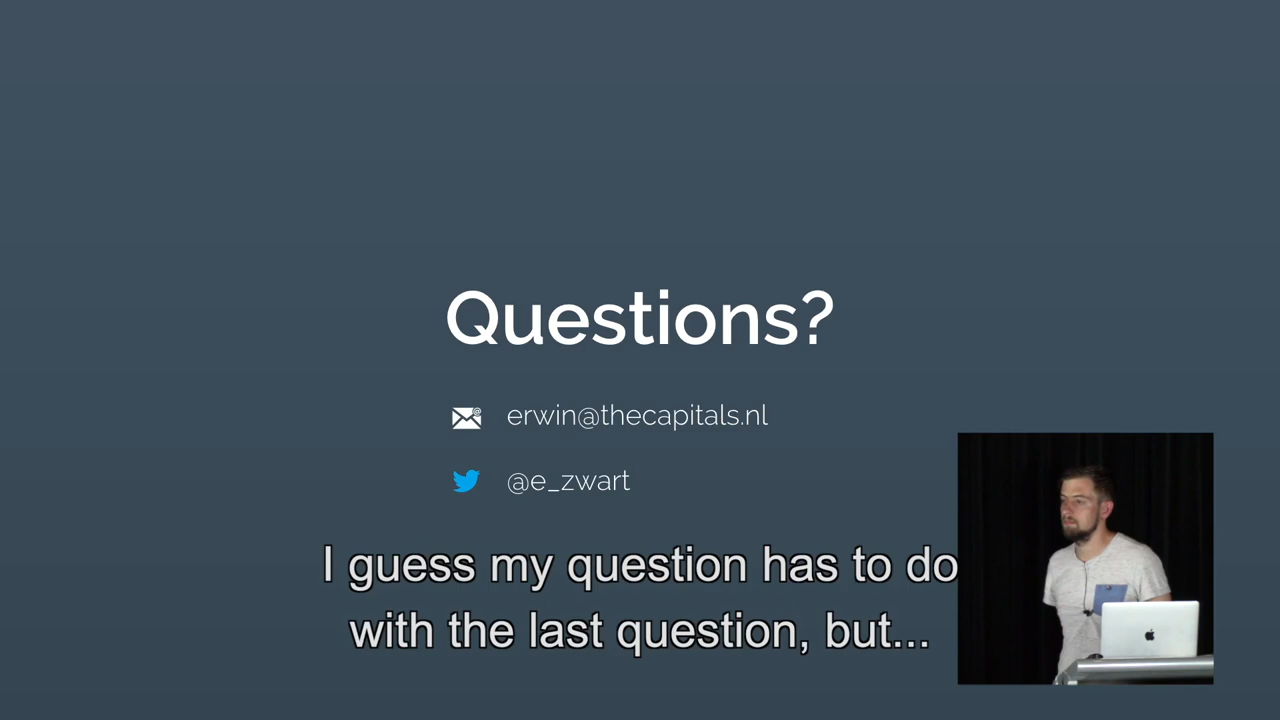 Questions?
erwin@thecapitals.nl
@e_zwart
I guess my question has to do
with the last question, but...